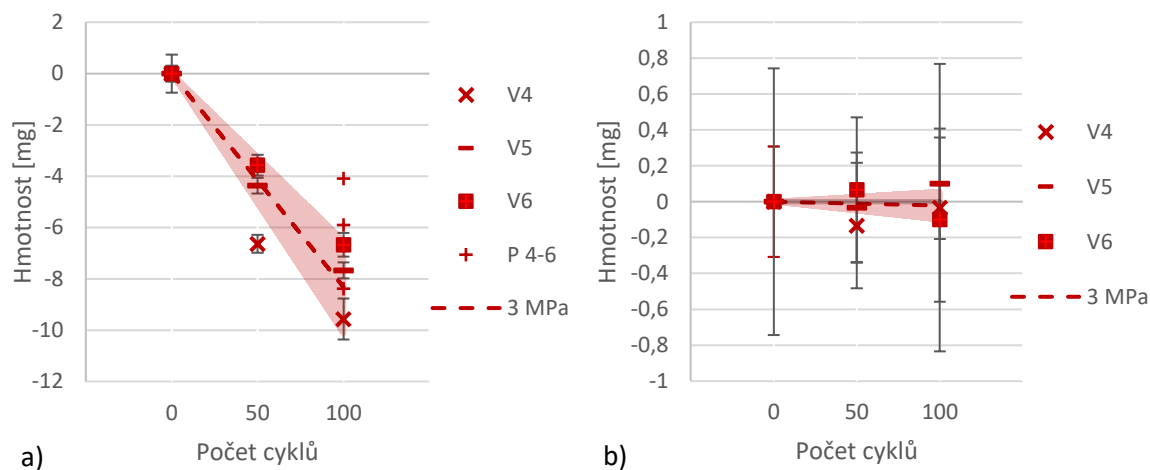 2
0
-2
-4
-6
-8
-10
-12
Hmotnost [mg]
0
50
100
Počet cyklů
V4
V5
V6
P 4-6
3 MPa
a)
1
0,8
0,6
0,4
0,2
0
-0,2
-0,4
-0,6
-0,8
-1
Hmotnost [mg]
0
50
100
Počet cyklů
V4
V5
V6
3 MPa
b)